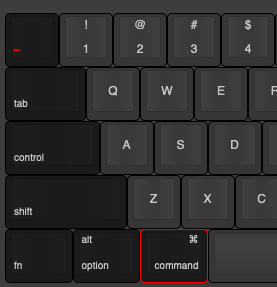 ~
! @ # $
1 2 3 4
tab Q W E R
control A S D
shift Z X C
alt ⌘
fn option command